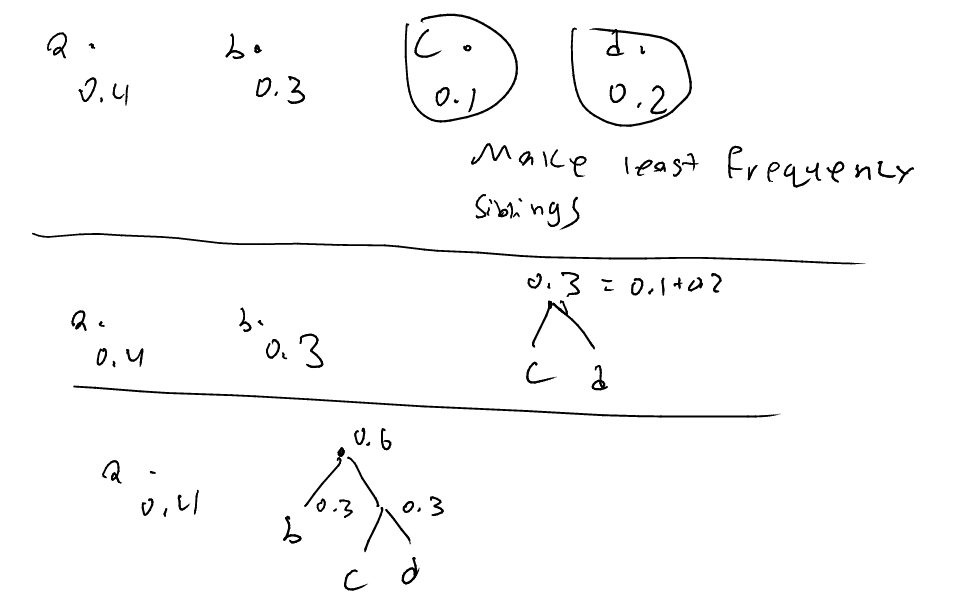 a. b. c. d.
0.4 0.3 0.1 0.2
Make least frequency
siblings
0.3 = 0.1+0.2
a. b.
0.4 0.3
c d
0.6
a .
0.4 0.3 0.3
b
c d